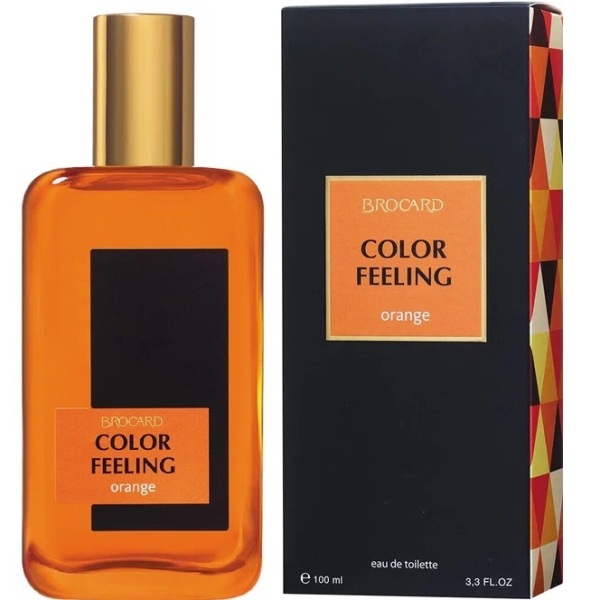 BROCARD
COLOR
FEELING
orange
BROCARD
COLOR
FEELING
orange
eau de toilette
℮ 100 ml
3,3 FL.OZ